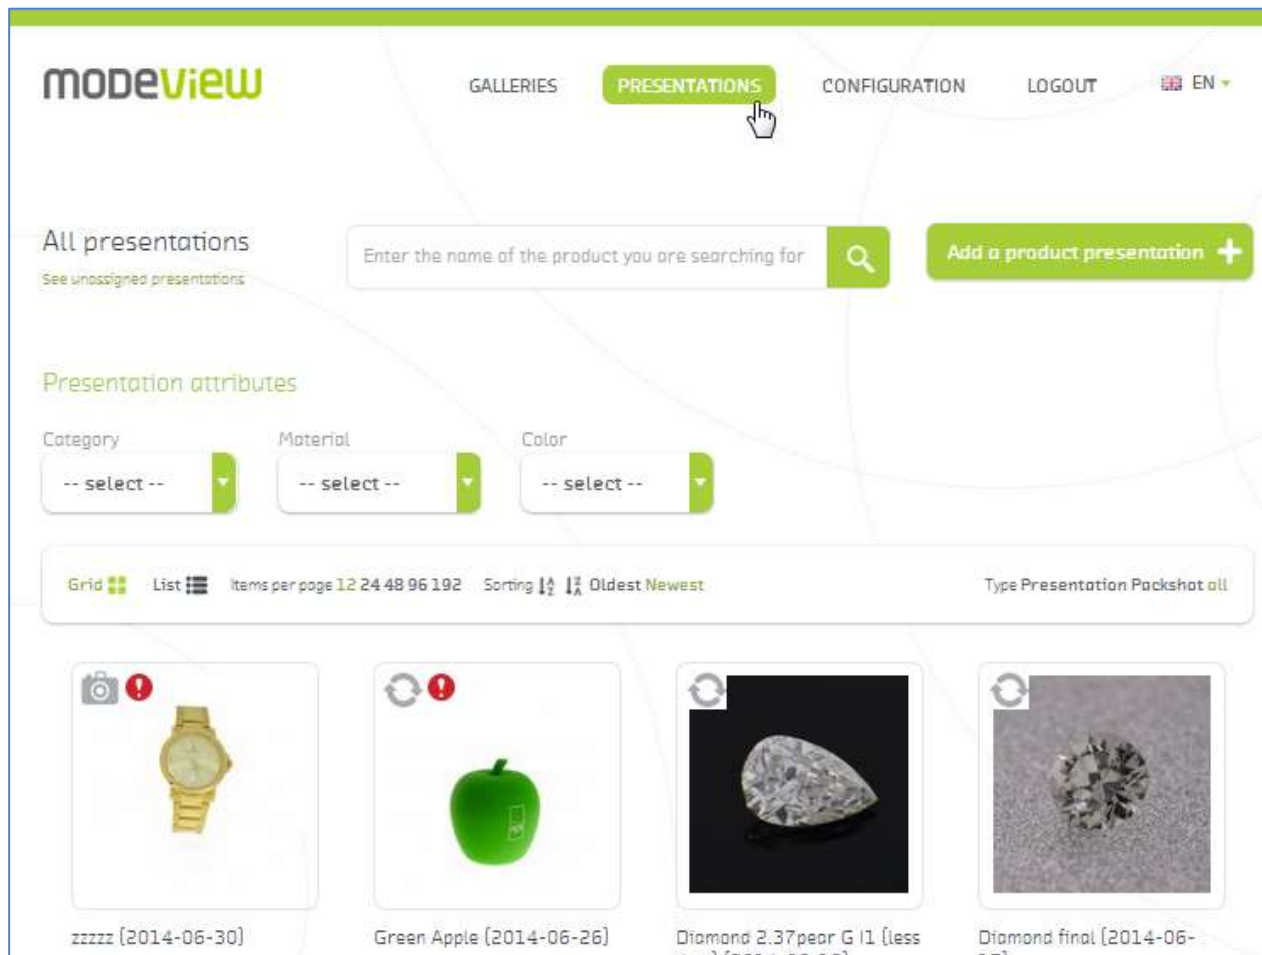 modeview
GALLERIES PRESENTATIONS CONFIGURATION LOGOUT EN
All presentations
See unassigned presentations
Enter the name of the product you are searching for
Add a product presentation
Presentation attributes
Category Material Color
-- select -- -- select -- -- select --
Grid List Items per page 12 24 48 96 192 Sorting Oldest Newest Type Presentation Packshot all
zzzzz (2014-06-30) Green Apple (2014-06-26) Diamond 2.37pear G I1 (less Diamond final (2014-06-